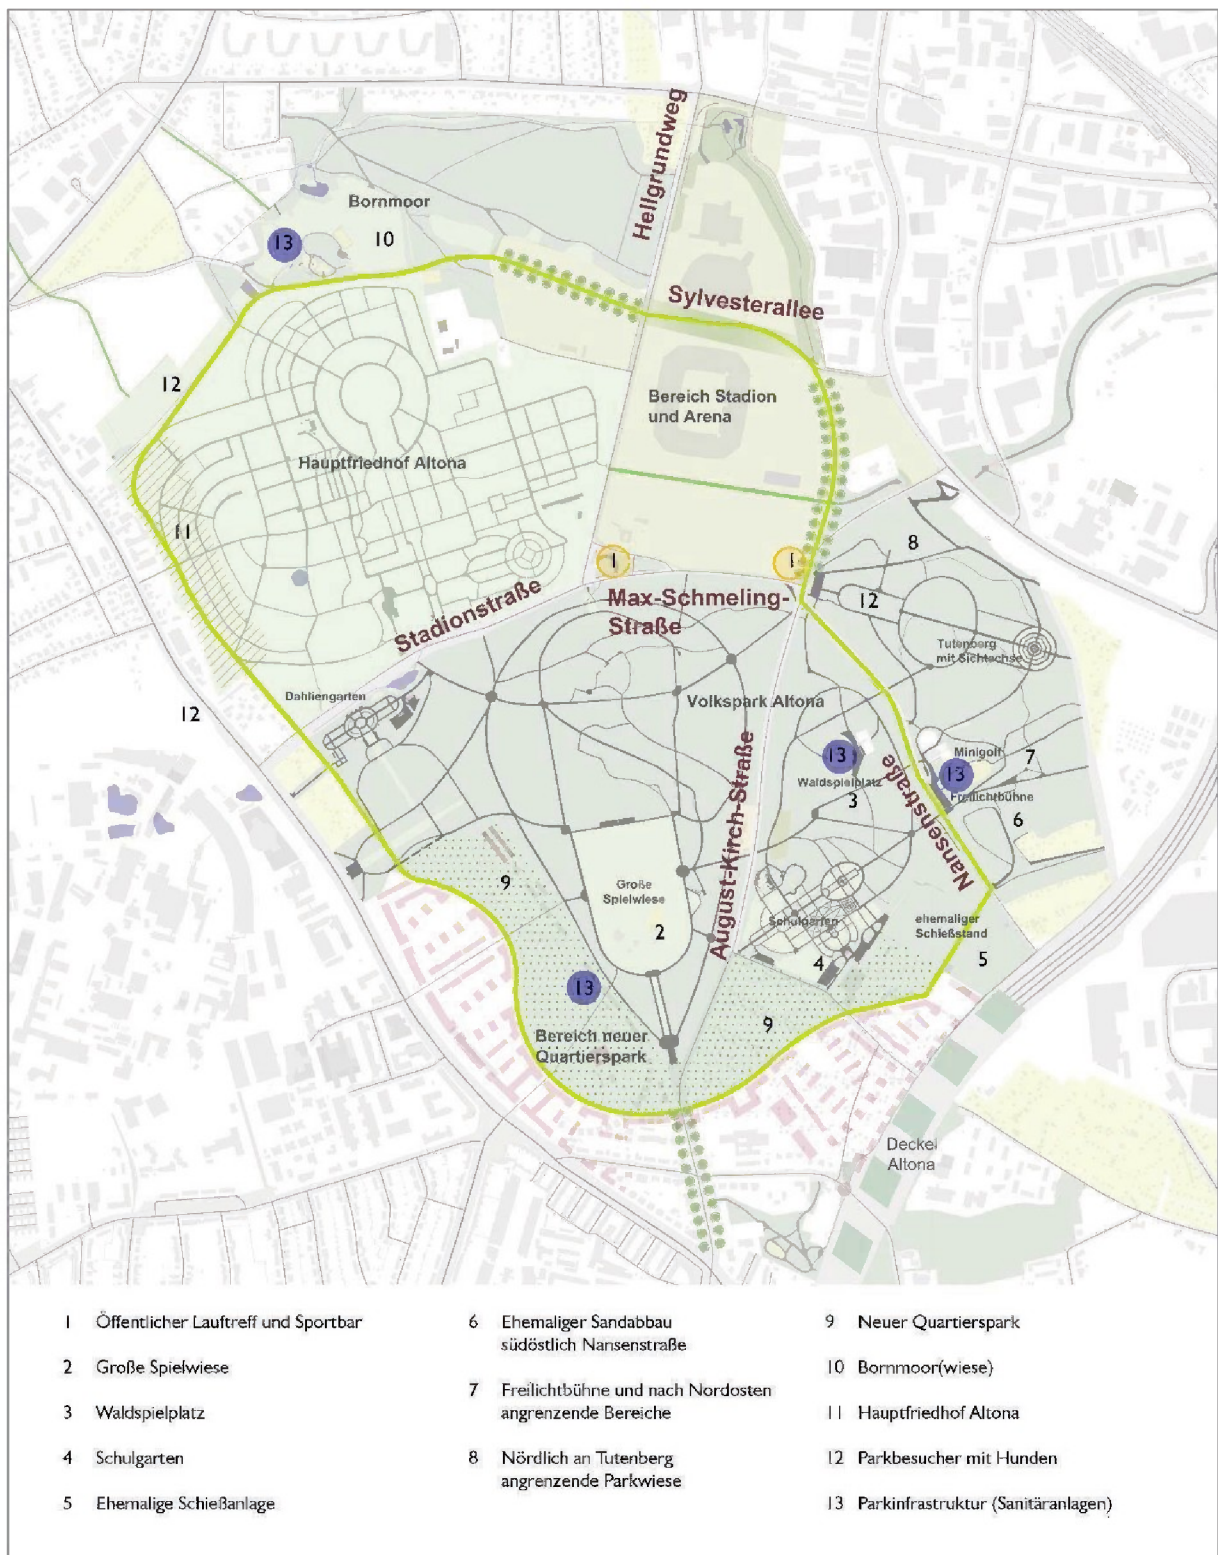 Hellgrundweg
Bornmoor
13
10
Sylvesterallee
12
Bereich Stadion
und Arena
Hauptfriedhof Altona
11
8
1
1
Max-Schmeling-
Straße
12
Stadionstraße
Tutenberg
mit Sichtachse
Dahliengarten
12
Volkspark Altona
13
Waldspielplatz
3
Minigolf
13
7
Freilichtbühne
6
Nansenstraße
August-Kirch-Straße
9
Große
Spielwiese
2
Schulgarten
4
ehemaliger
Schießstand
5
13
Bereich neuer
Quartierspark
9
Deckel
Altona
1 Öffentlicher Lauftreff und Sportbar
2 Große Spielwiese
3 Waldspielplatz
4 Schulgarten
5 Ehemalige Schießanlage
6 Ehemaliger Sandabbau
südöstlich Nansenstraße
7 Freilichtbühne und nach Nordosten
angrenzende Bereiche
8 Nördlich an Tutenberg
angrenzende Parkwiese
9 Neuer Quartierspark
10 Bornmoor(wiese)
11 Hauptfriedhof Altona
12 Parkbesucher mit Hunden
13 Parkinfrastruktur (Sanitäranlagen)